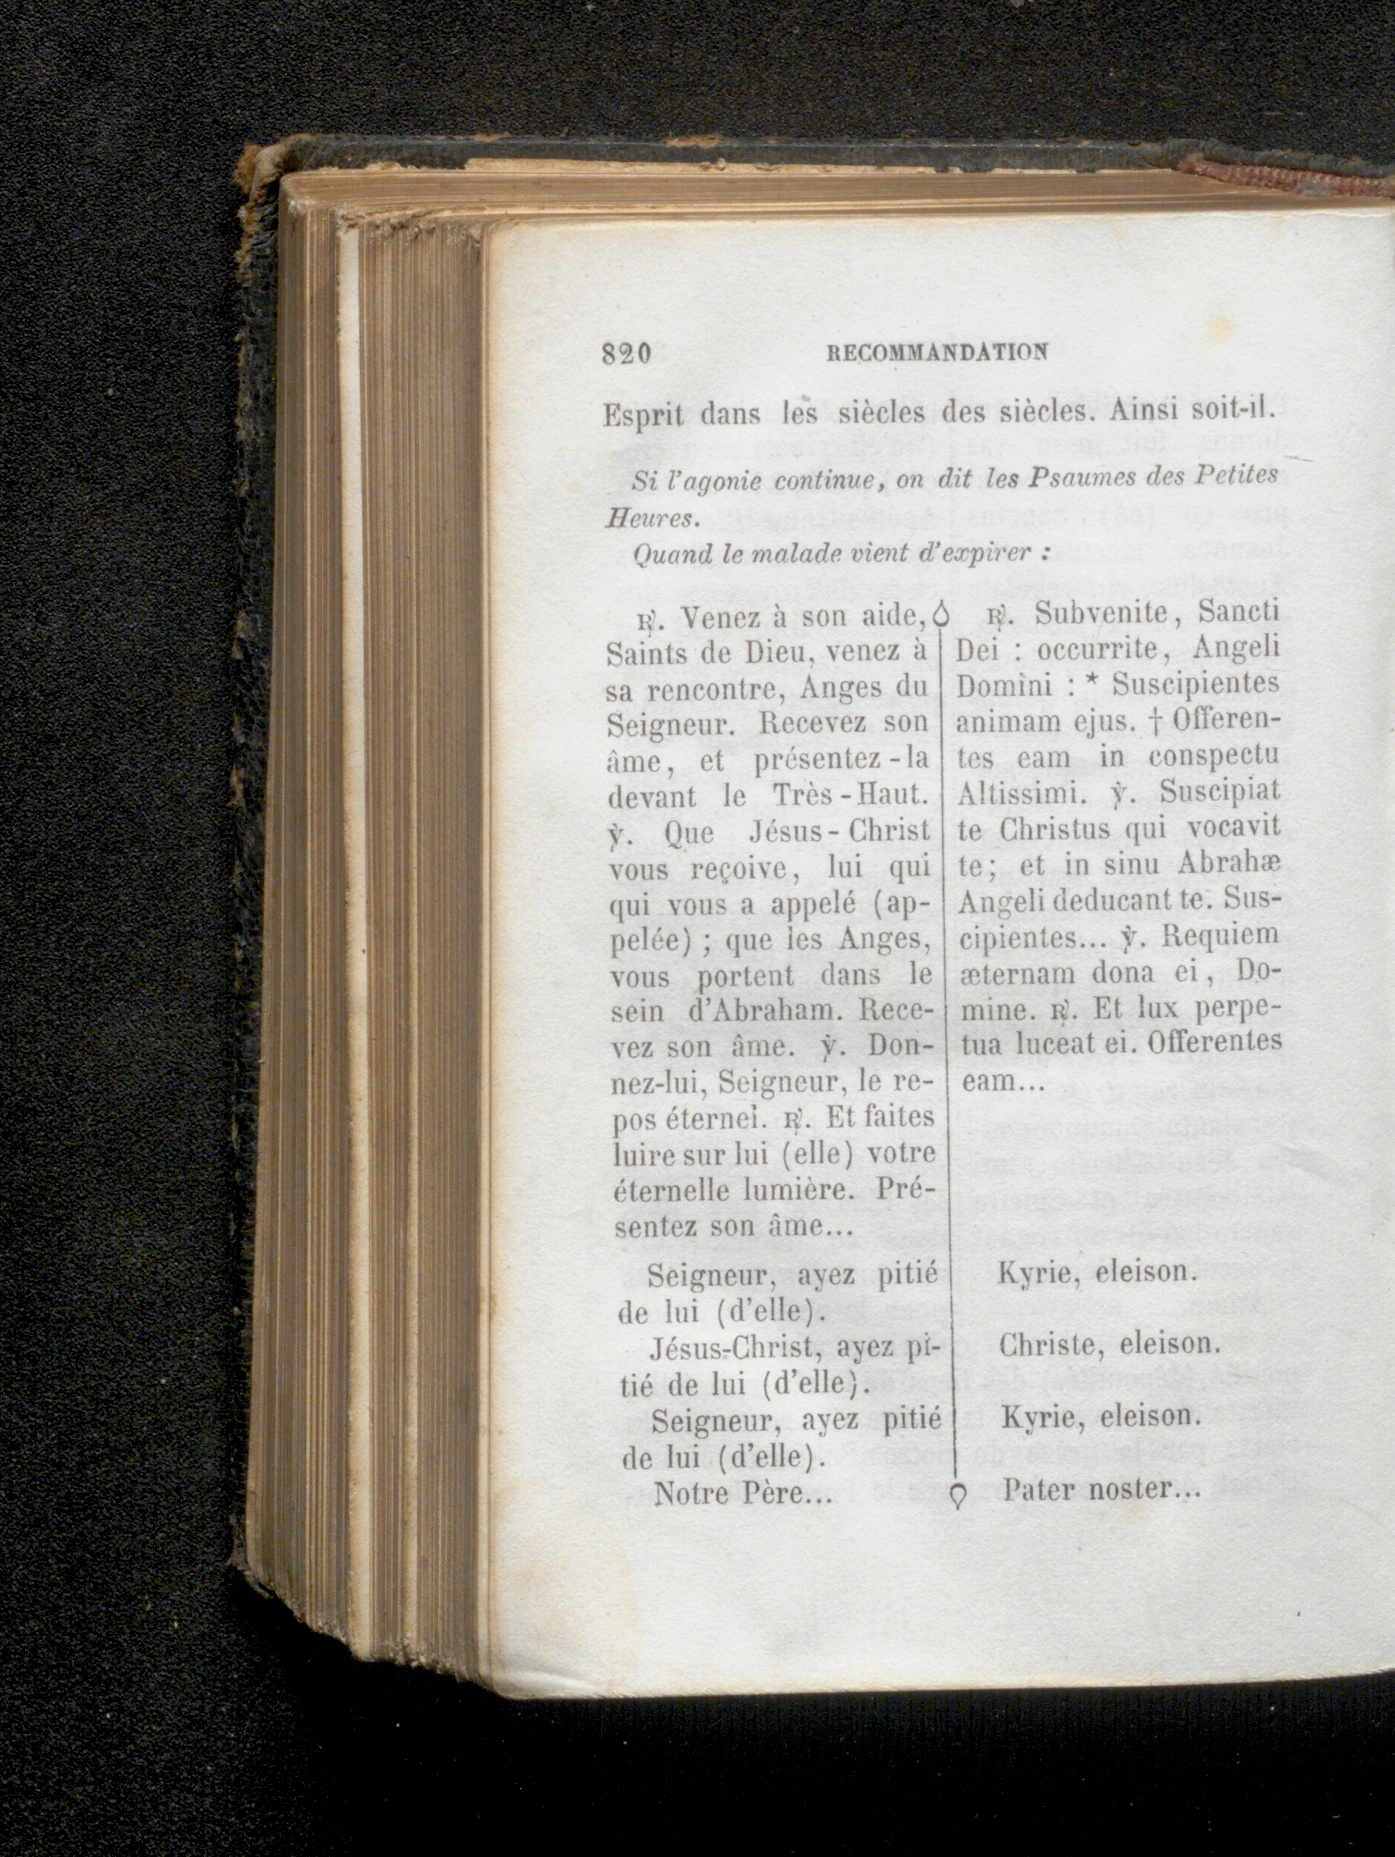 820 RECOMMANDATION
Esprit dans les siècles des siècles. Ainsi soit-il.
Si l'agonie continue, on dit les Psaumes des Petites
Heures.
Quand le malade vient d'expirer :
℟. Venez à son aide,
Saints de Dieu, venez à
sa rencontre, Anges du
Seigneur. Recevez son
âme, et présentez-la
devant le Très-Haut.
℣. Que Jésus-Christ
vous reçoive, lui qui
qui vous a appelé (ap-
pelée) ; que les Anges,
vous portent dans le
sein d'Abraham. Rece-
vez son âme. ℣. Don-
nez-lui, Seigneur, le re-
pos éternel. ℟. Et faites
luire sur lui (elle) votre
éternelle lumière. Pré-
sentez son âme...
Seigneur, ayez pitié
de lui (d'elle).
Jésus-Christ, ayez pi-
tié de lui (d'elle).
Seigneur, ayez pitié
de lui (d'elle).
Notre Père...
℟. Subvenite, Sancti
Dei : occurrite, Angeli
Domini : * Suscipientes
animam ejus. † Offeren-
tes eam in conspectu
Altissimi. ℣. Suscipiat
te Christus qui vocavit
te; et in sinu Abrahæ
Angeli deducant te. Sus-
cipientes... ℣. Requiem
æternam dona ei, Do-
mine. ℟. Et lux perpe-
tua luceat ei. Offerentes
eam...
Kyrie, eleison.
Christe, eleison.
Kyrie, eleison.
Pater noster...